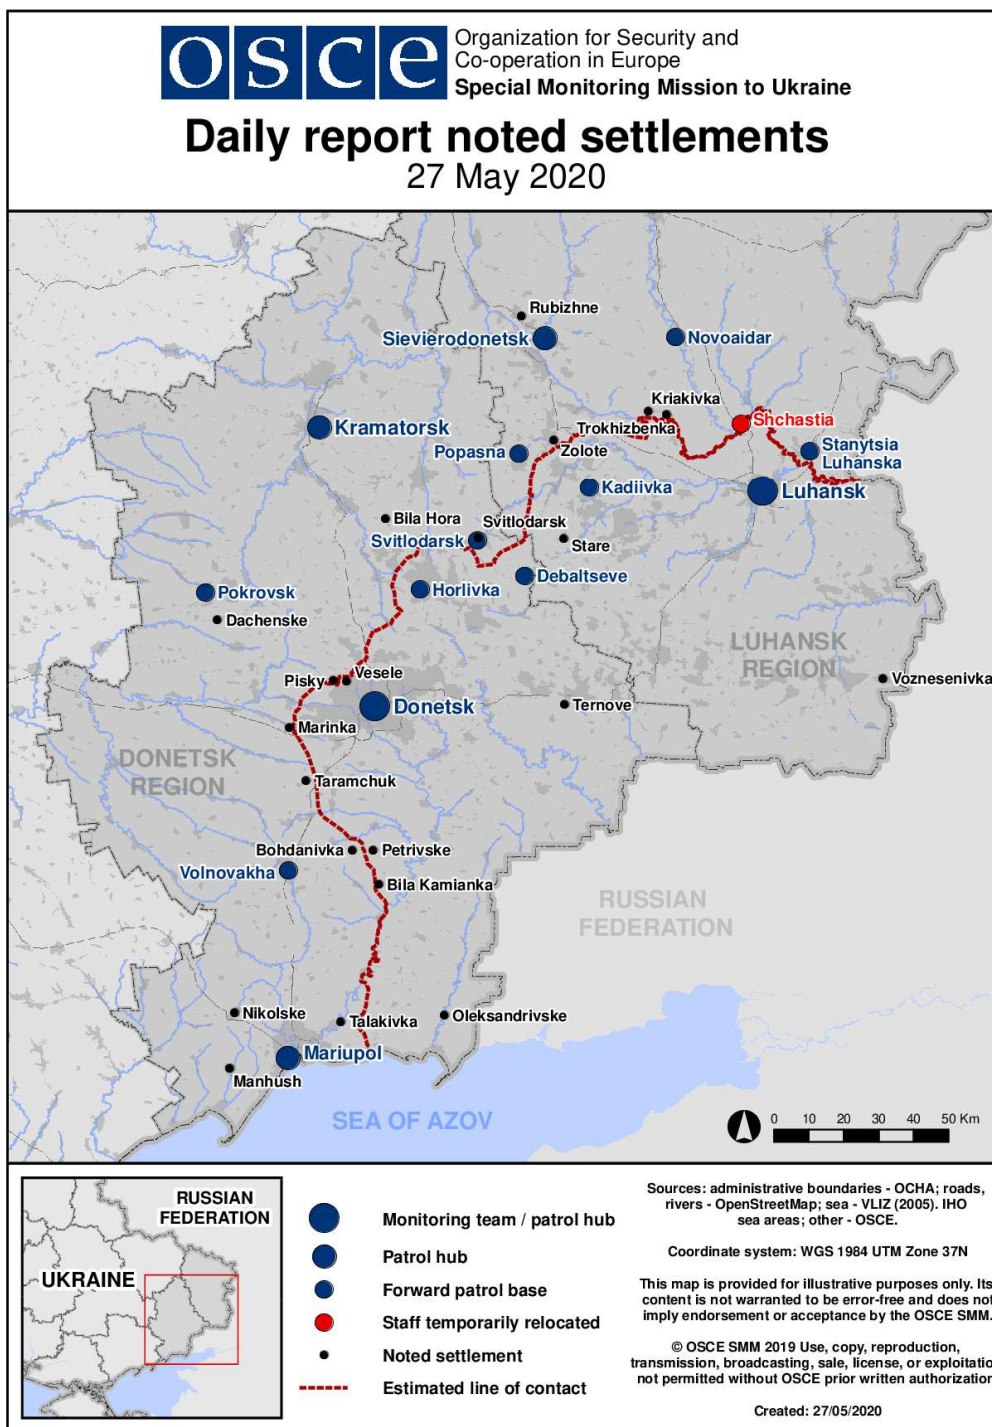 osce
Organization for Security and
Co-operation in Europe
Special Monitoring Mission to Ukraine
Daily report noted settlements
27 May 2020
Rubizhne
Sievierodonetsk
Novoaidar
Kriakivka
Kramatorsk
Trokhizbenka
Shchastia
Popasna
Zolote
Stanytsia
Luhanska
Kadiivka
Luhansk
Bila Hora
Svitlodarsk
Svitlodarsk
Stare
Debaltseve
Horlivka
Pokrovsk
Dachenske
LUHANSK
REGION
Vesele
Pisky
Voznesenivka
Donetsk
Ternove
Marinka
DONETSK
REGION
Taramchuk
Bohdanivka
Petrivske
Volnovakha
Bila Kamianka
RUSSIAN
FEDERATION
Nikolske
Talakivka
Oleksandrivske
Mariupol
Manhush
SEA OF AZOV
0 10 20 30 40 50 Km
RUSSIAN
FEDERATION
UKRAINE
Monitoring team / patrol hub
Patrol hub
Forward patrol base
Staff temporarily relocated
Noted settlement
Estimated line of contact
Sources: administrative boundaries - OCHA; roads,
rivers - OpenStreetMap; sea - VLIZ (2005). IHO
sea areas; other - OSCE.
Coordinate system: WGS 1984 UTM Zone 37N
This map is provided for illustrative purposes only. Its
content is not warranted to be error-free and does not
imply endorsement or acceptance by the OSCE SMM.
© OSCE SMM 2019 Use, copy, reproduction,
transmission, broadcasting, sale, license, or exploitatio
not permitted without OSCE prior written authorization
Created: 27/05/2020